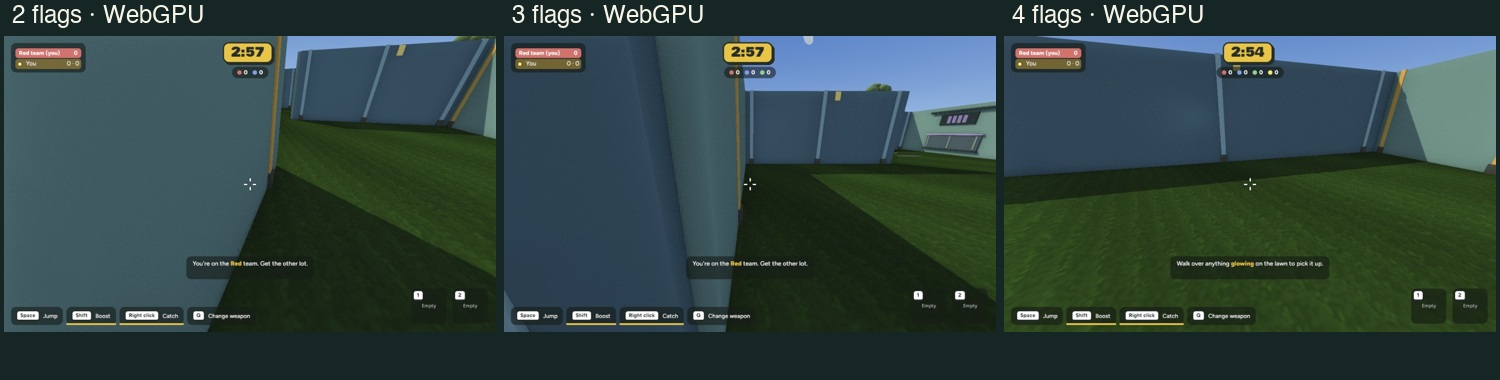 2 flags · WebGPU
Red team (you) 0
You 0 · 0
2:57
0 0
You're on the Red team. Get the other lot.
1 Empty
2 Empty
Space Jump
Shift Boost
Right click Catch
Q Change weapon
3 flags · WebGPU
Red team (you) 0
You 0 · 0
2:57
0 0 0
You're on the Red team. Get the other lot.
1 Empty
2 Empty
Space Jump
Shift Boost
Right click Catch
Q Change weapon
4 flags · WebGPU
Red team (you) 0
You 0 · 0
2:54
0 0 0 0
Walk over anything glowing on the lawn to pick it up.
1 Empty
2 Empty
Space Jump
Shift Boost
Right click Catch
Q Change weapon